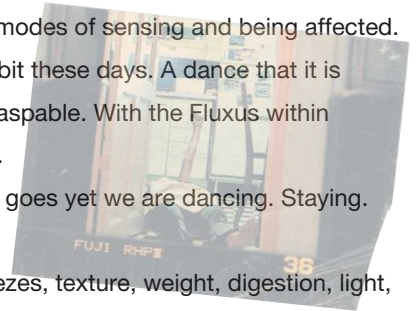 modes of sensing and being affected.
bit these days. A dance that it is
aspable. With the Fluxus within
.
goes yet we are dancing. Staying.
ezes, texture, weight, digestion, light,
FUJI RHPIII
36